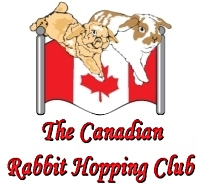 The Canadian
Rabbit Hopping Club